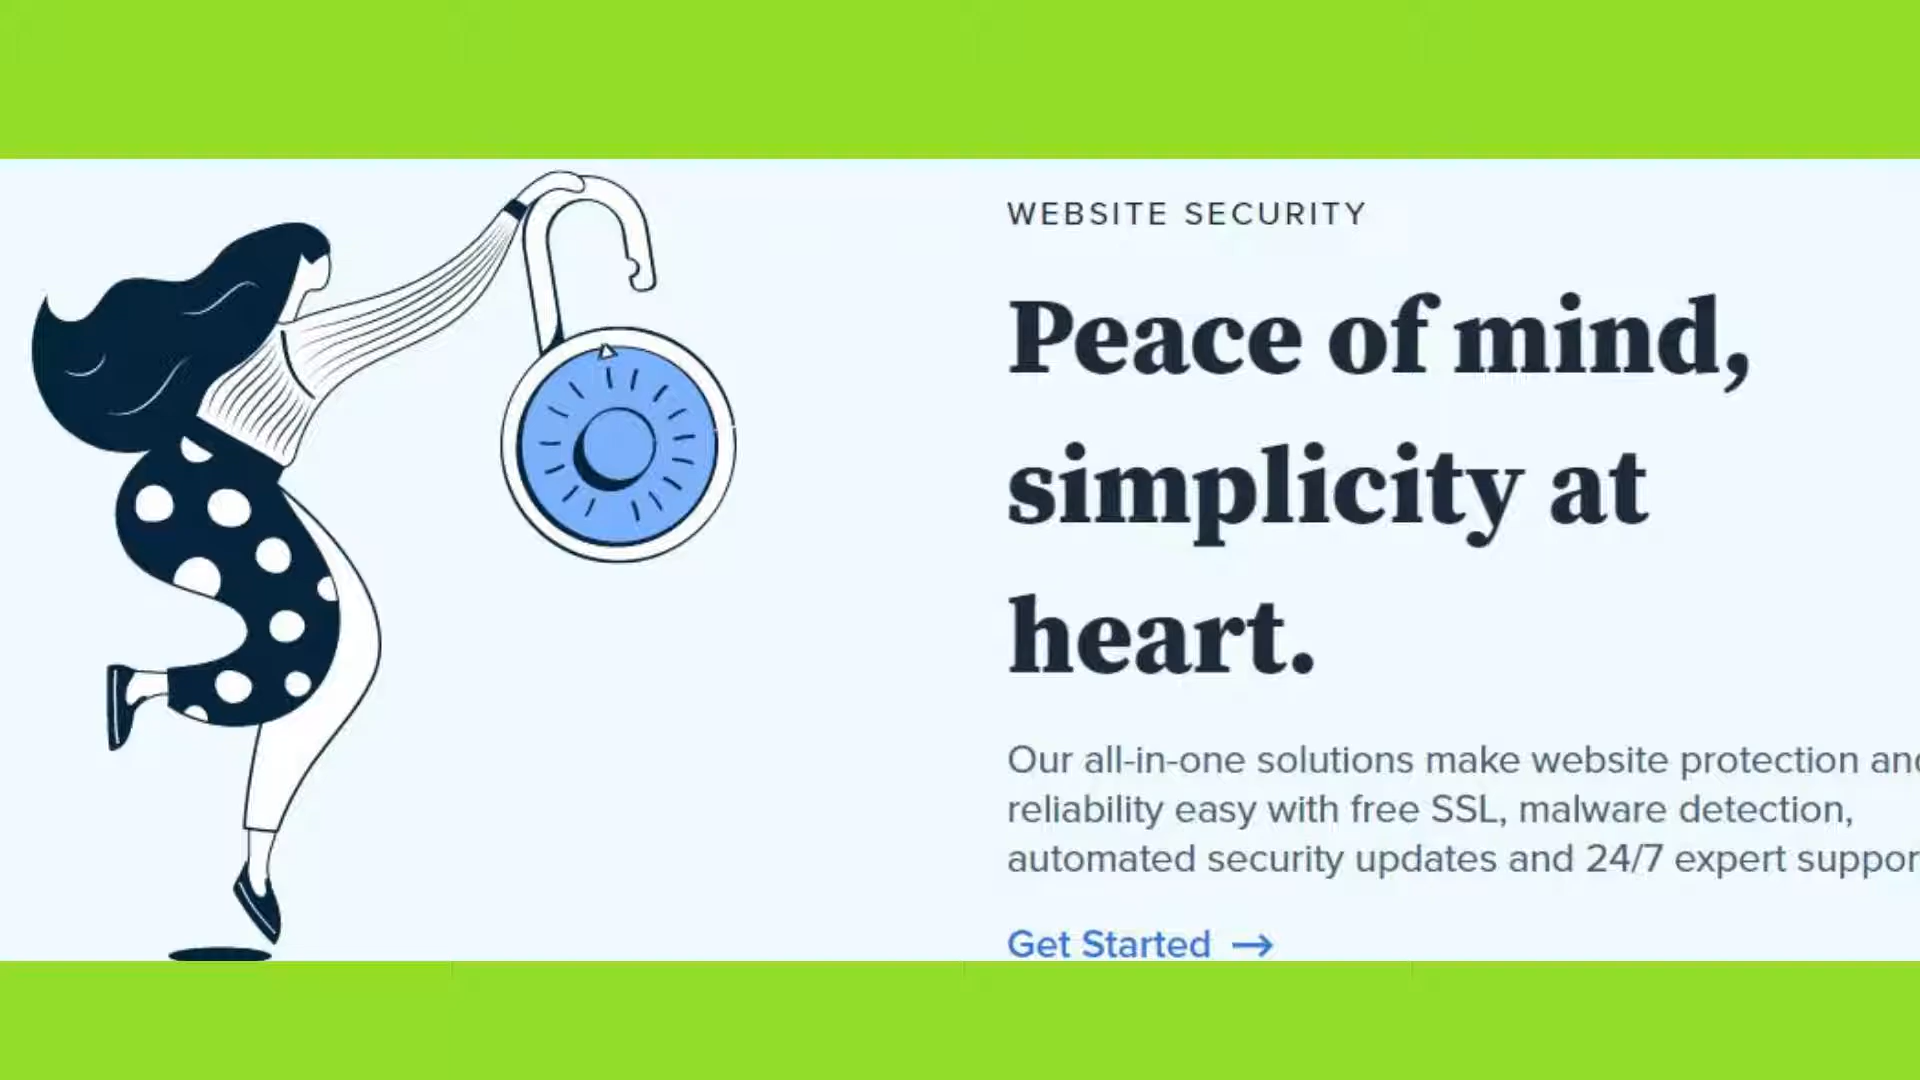 WEBSITE SECURITY
Peace of mind,
simplicity at
heart.
Our all-in-one solutions make website protection
reliability easy with free SSL, malware detection,
automated security updates and 24/7 expert
Get Started →